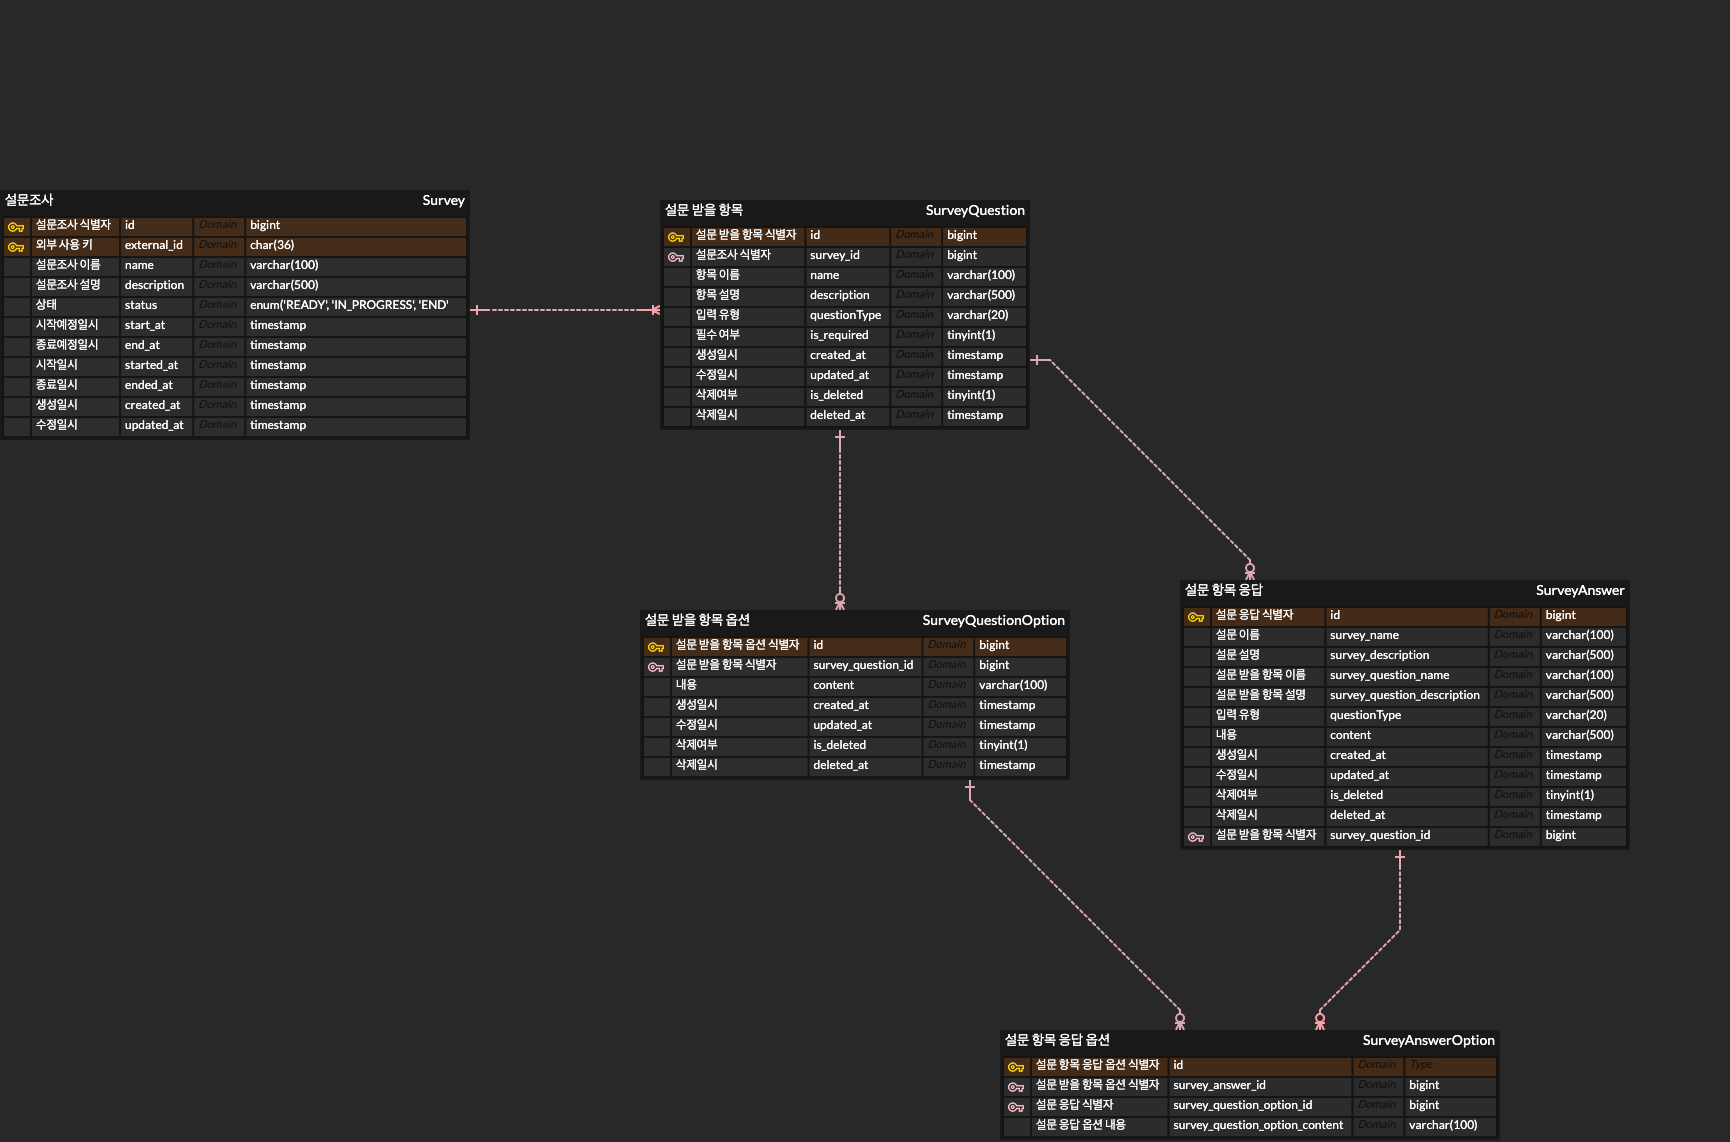 설문조사 Survey
설문조사 식별자 id Domain bigint
외부 사용 키 external_id Domain char(36)
설문조사 이름 name Domain varchar(100)
설문조사 설명 description Domain varchar(500)
상태 status Domain enum('READY', 'IN_PROGRESS', 'END'
시작예정일시 start_at Domain timestamp
종료예정일시 end_at Domain timestamp
시작일시 started_at Domain timestamp
종료일시 ended_at Domain timestamp
생성일시 created_at Domain timestamp
수정일시 updated_at Domain timestamp
설문 받을 항목 SurveyQuestion
설문 받을 항목 식별자 id Domain bigint
설문조사 식별자 survey_id Domain bigint
항목 이름 name Domain varchar(100)
항목 설명 description Domain varchar(500)
입력 유형 questionType Domain varchar(20)
필수 여부 is_required Domain tinyint(1)
생성일시 created_at Domain timestamp
수정일시 updated_at Domain timestamp
삭제여부 is_deleted Domain tinyint(1)
삭제일시 deleted_at Domain timestamp
설문 받을 항목 옵션 SurveyQuestionOption
설문 받을 항목 옵션 식별자 id Domain bigint
설문 받을 항목 식별자 survey_question_id Domain bigint
내용 content Domain varchar(100)
생성일시 created_at Domain timestamp
수정일시 updated_at Domain timestamp
삭제여부 is_deleted Domain tinyint(1)
삭제일시 deleted_at Domain timestamp
설문 항목 응답 SurveyAnswer
설문 응답 식별자 id Domain bigint
설문 이름 survey_name Domain varchar(100)
설문 설명 survey_description Domain varchar(500)
설문 받을 항목 이름 survey_question_name Domain varchar(100)
설문 받을 항목 설명 survey_question_description Domain varchar(500)
입력 유형 questionType Domain varchar(20)
내용 content Domain varchar(500)
생성일시 created_at Domain timestamp
수정일시 updated_at Domain timestamp
삭제여부 is_deleted Domain tinyint(1)
삭제일시 deleted_at Domain timestamp
설문 받을 항목 식별자 survey_question_id Domain bigint
설문 항목 응답 옵션 SurveyAnswerOption
설문 항목 응답 옵션 식별자 id Domain Type
설문 받을 항목 옵션 식별자 survey_answer_id Domain bigint
설문 응답 식별자 survey_question_option_id Domain bigint
설문 응답 옵션 내용 survey_question_option_content Domain varchar(100)